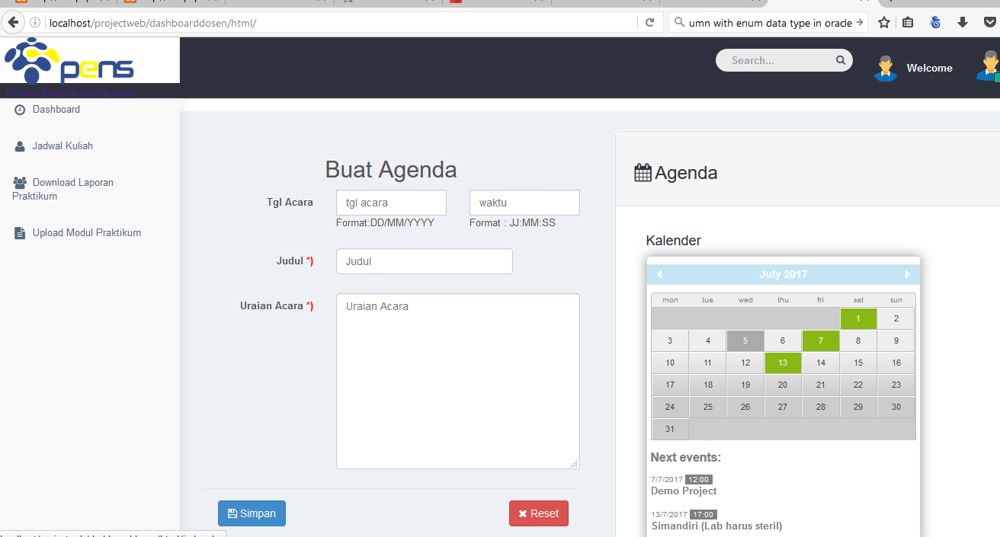 localhost/projectweb/dashboarddosen/html/
umn with enum data type in oracle
pens
Politeknik Elektronika Negeri Surabaya
Search...
Welcome
Dashboard
Jadwal Kuliah
Download Laporan
Praktikum
Upload Modul Praktikum
Buat Agenda
Tgl Acara
tgl acara
waktu
Format:DD/MM/YYYY
Format : JJ:MM:SS
Judul *)
Judul
Uraian Acara *)
Uraian Acara
Simpan
Reset
Agenda
Kalender
July 2017
mon tue wed thu fri sat sun
1 2
3 4 5 6 7 8 9
10 11 12 13 14 15 16
17 18 19 20 21 22 23
24 25 26 27 28 29 30
31
Next events:
7/7/2017 12:00
Demo Project
13/7/2017 17:00
Simandiri (Lab harus steril)